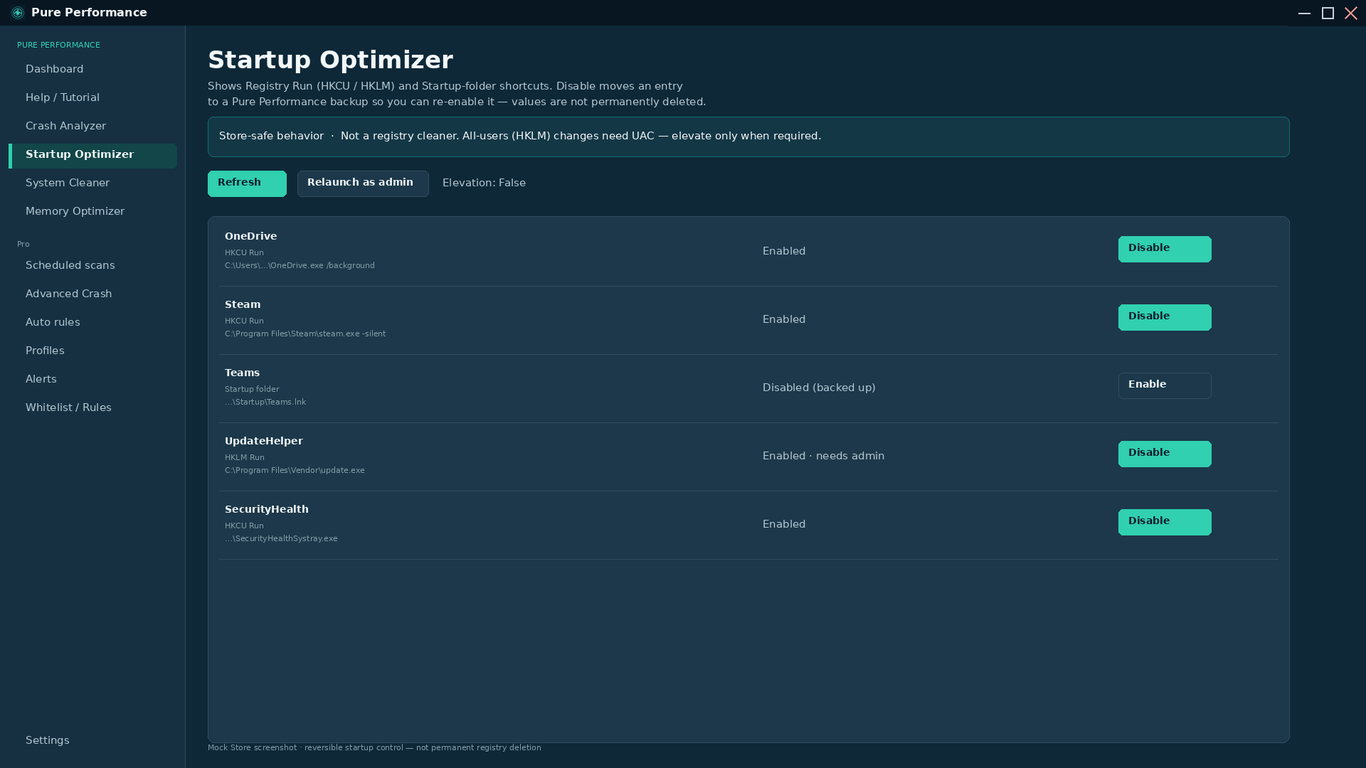 Pure Performance
PURE PERFORMANCE
Dashboard
Help / Tutorial
Crash Analyzer
Startup Optimizer
System Cleaner
Memory Optimizer
Pro
Scheduled scans
Advanced Crash
Auto rules
Profiles
Alerts
Whitelist / Rules
Settings
Startup Optimizer
Shows Registry Run (HKCU / HKLM) and Startup-folder shortcuts. Disable moves an entry
to a Pure Performance backup so you can re-enable it — values are not permanently deleted.
Store-safe behavior · Not a registry cleaner. All-users (HKLM) changes need UAC — elevate only when required.
Refresh Relaunch as admin Elevation: False
OneDrive
HKCU Run
C:\Users\...\OneDrive.exe /background
Enabled
Disable
Steam
HKCU Run
C:\Program Files\Steam\steam.exe -silent
Enabled
Disable
Teams
Startup folder
...\Startup\Teams.lnk
Disabled (backed up)
Enable
UpdateHelper
HKLM Run
C:\Program Files\Vendor\update.exe
Enabled · needs admin
Disable
SecurityHealth
HKCU Run
...\SecurityHealthSystray.exe
Enabled
Disable
Mock Store screenshot · reversible startup control — not permanent registry deletion